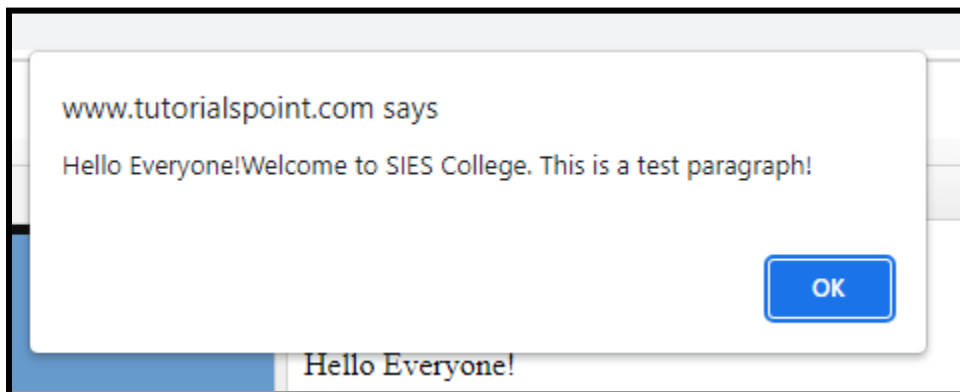 www.tutorialspoint.com says
Hello Everyone!Welcome to SIES College. This is a test paragraph!
OK
Hello Everyone!